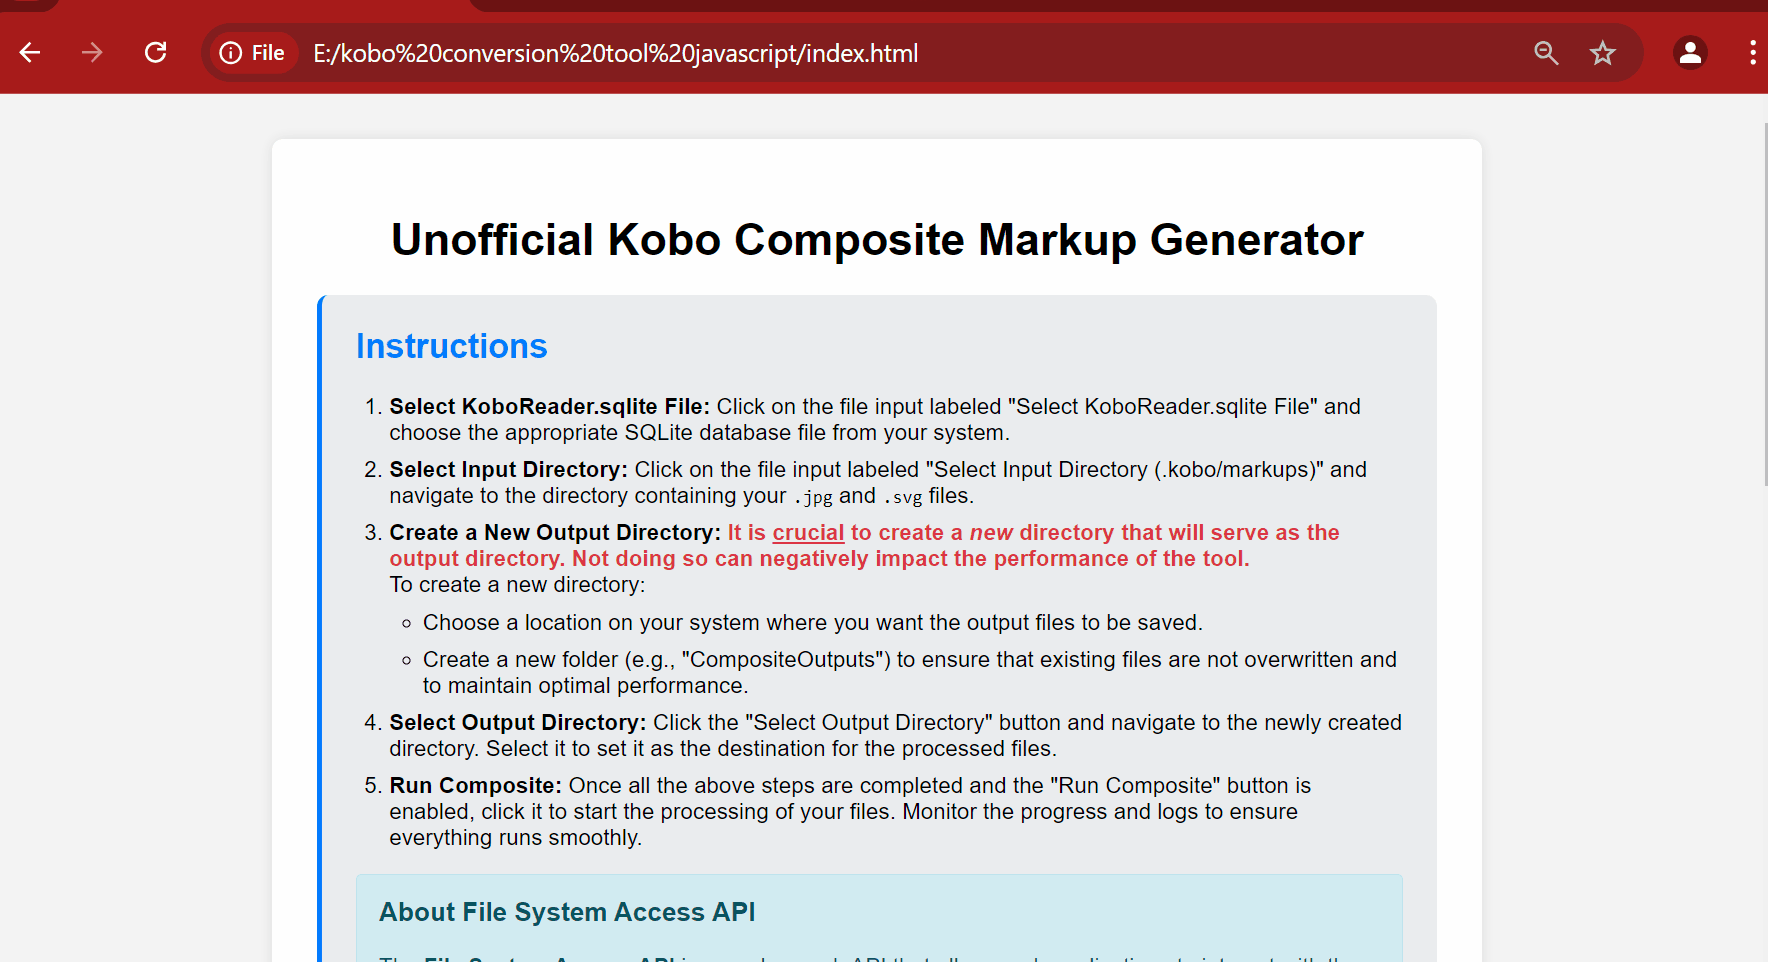 File E:/kobo%20conversion%20tool%20javascript/index.html
Unofficial Kobo Composite Markup Generator
Instructions
1. Select KoboReader.sqlite File: Click on the file input labeled "Select KoboReader.sqlite File" and
choose the appropriate SQLite database file from your system.
2. Select Input Directory: Click on the file input labeled "Select Input Directory (.kobo/markups)" and
navigate to the directory containing your .jpg and .svg files.
3. Create a New Output Directory: It is crucial to create a new directory that will serve as the
output directory. Not doing so can negatively impact the performance of the tool.
To create a new directory:
Choose a location on your system where you want the output files to be saved.
Create a new folder (e.g., "CompositeOutputs") to ensure that existing files are not overwritten and
to maintain optimal performance.
4. Select Output Directory: Click the "Select Output Directory" button and navigate to the newly created
directory. Select it to set it as the destination for the processed files.
5. Run Composite: Once all the above steps are completed and the "Run Composite" button is
enabled, click it to start the processing of your files. Monitor the progress and logs to ensure
everything runs smoothly.
About File System Access API